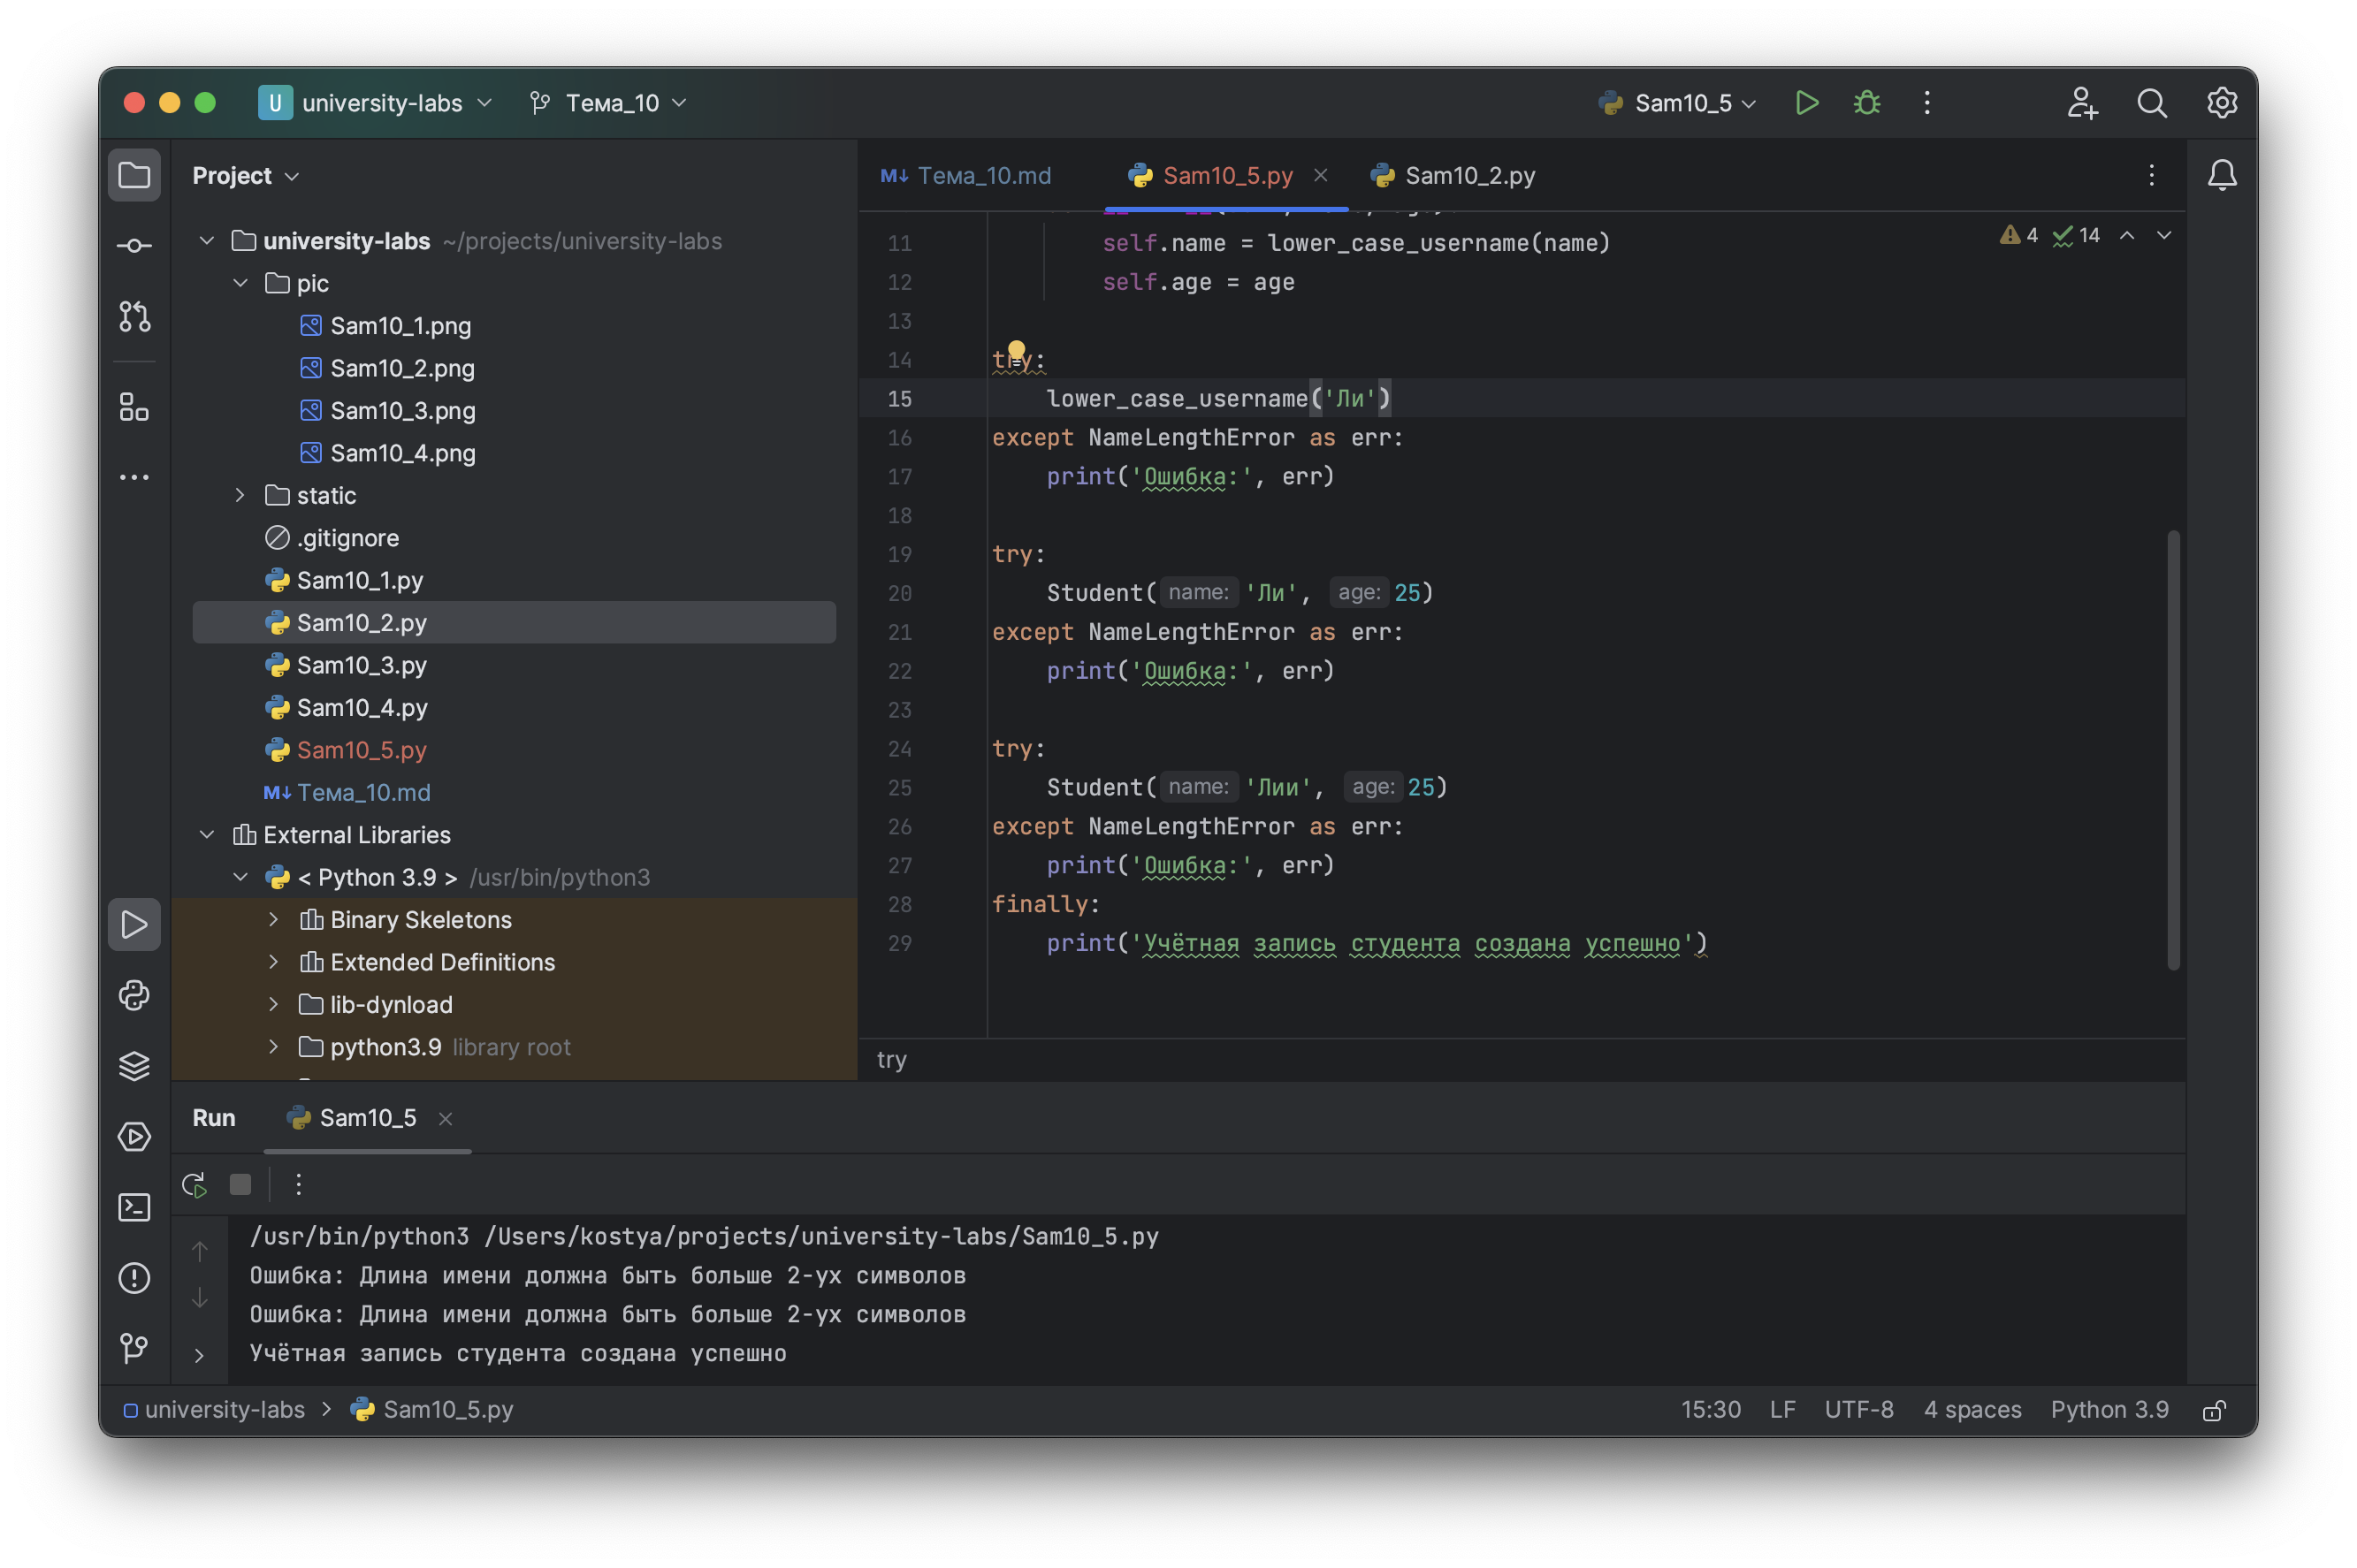 U university-labs Тема_10 Sam10_5
Project
university-labs ~/projects/university-labs
pic
Sam10_1.png
Sam10_2.png
Sam10_3.png
Sam10_4.png
static
.gitignore
Sam10_1.py
Sam10_2.py
Sam10_3.py
Sam10_4.py
Sam10_5.py
M↓ Тема_10.md
External Libraries
< Python 3.9 > /usr/bin/python3
Binary Skeletons
Extended Definitions
lib-dynload
python3.9 library root
M↓ Тема_10.md Sam10_5.py Sam10_2.py
4 14
11 self.name = lower_case_username(name)
12 self.age = age
13
14 try:
15 lower_case_username('Ли')
16 except NameLengthError as err:
17 print('Ошибка:', err)
18
19 try:
20 Student( name: 'Ли', age: 25)
21 except NameLengthError as err:
22 print('Ошибка:', err)
23
24 try:
25 Student( name: 'Лии', age: 25)
26 except NameLengthError as err:
27 print('Ошибка:', err)
28 finally:
29 print('Учётная запись студента создана успешно')
try
Run Sam10_5
/usr/bin/python3 /Users/kostya/projects/university-labs/Sam10_5.py
Ошибка: Длина имени должна быть больше 2-ух символов
Ошибка: Длина имени должна быть больше 2-ух символов
Учётная запись студента создана успешно
university-labs > Sam10_5.py
15:30 LF UTF-8 4 spaces Python 3.9